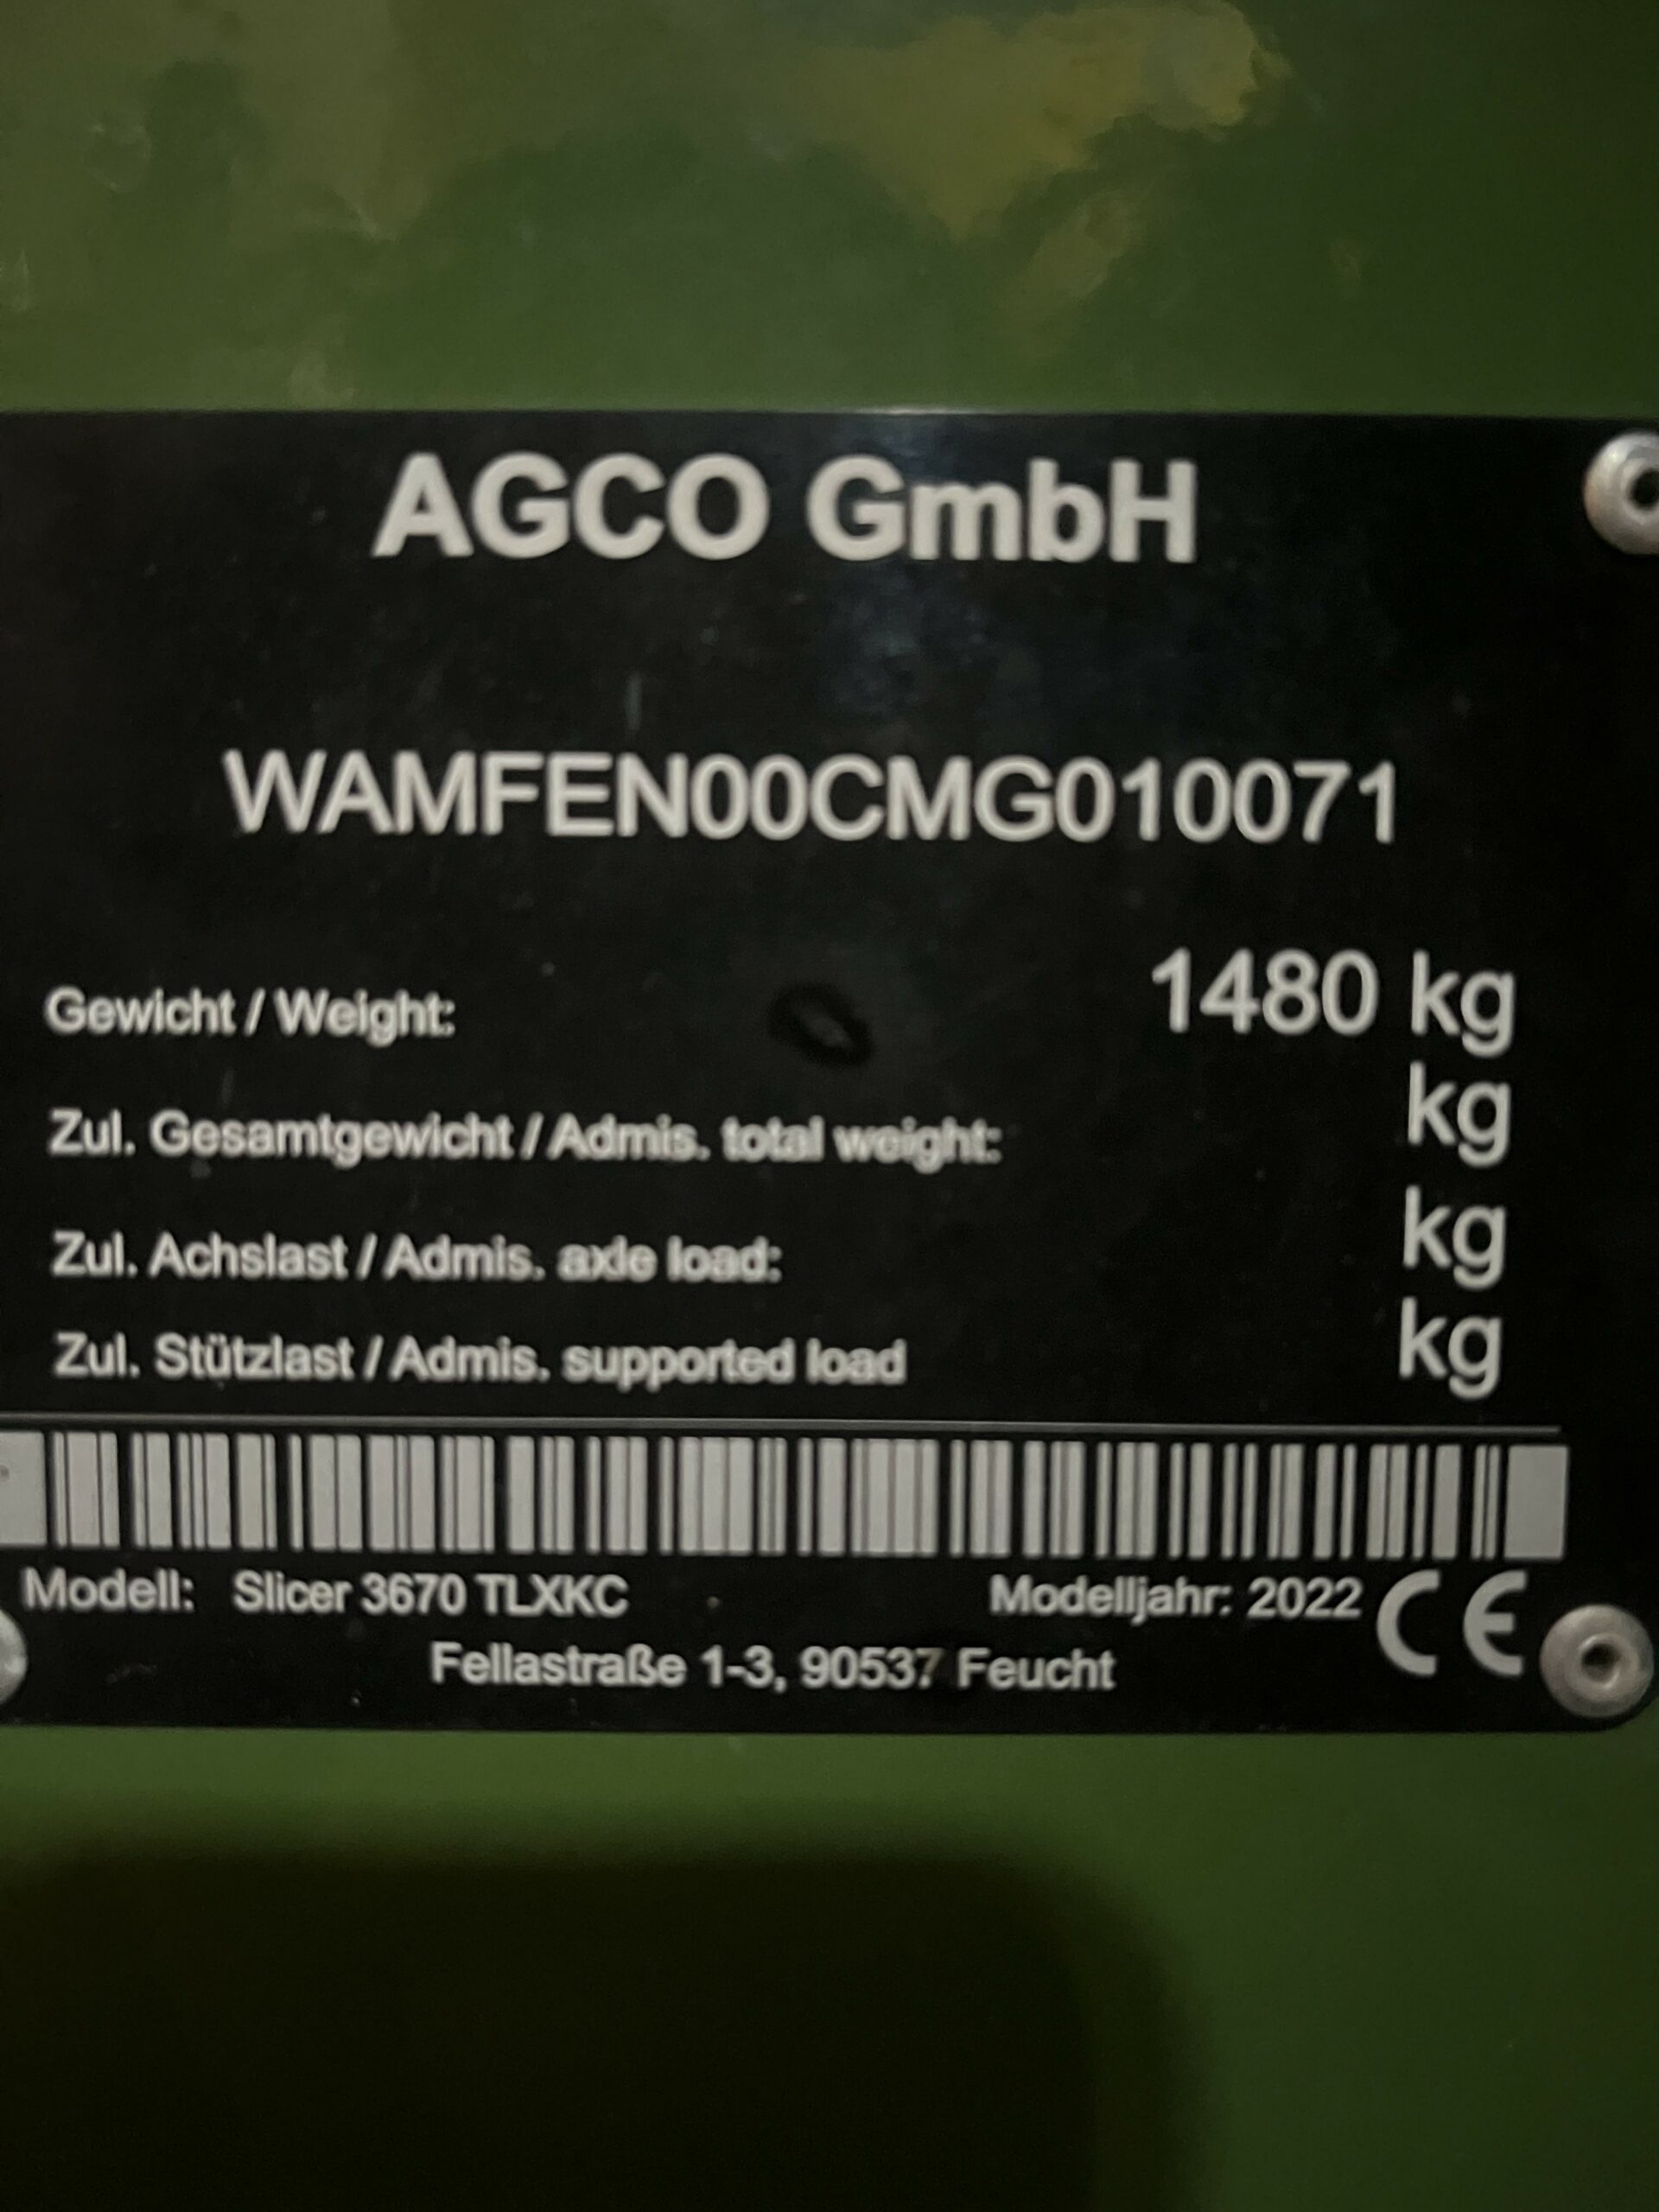 AGCO GmbH
WAMFEN00CMG010071
Gewicht / Weight: 1480 kg
Zul. Gesamtgewicht / Admis. total weight: kg
Zul. Achslast / Admis. axle load: kg
Zul. Stützlast / Admis. supported load kg
Modell: Slicer 3670 TLXKC Modelljahr: 2022 CE
Fellastraße 1-3, 90537 Feucht